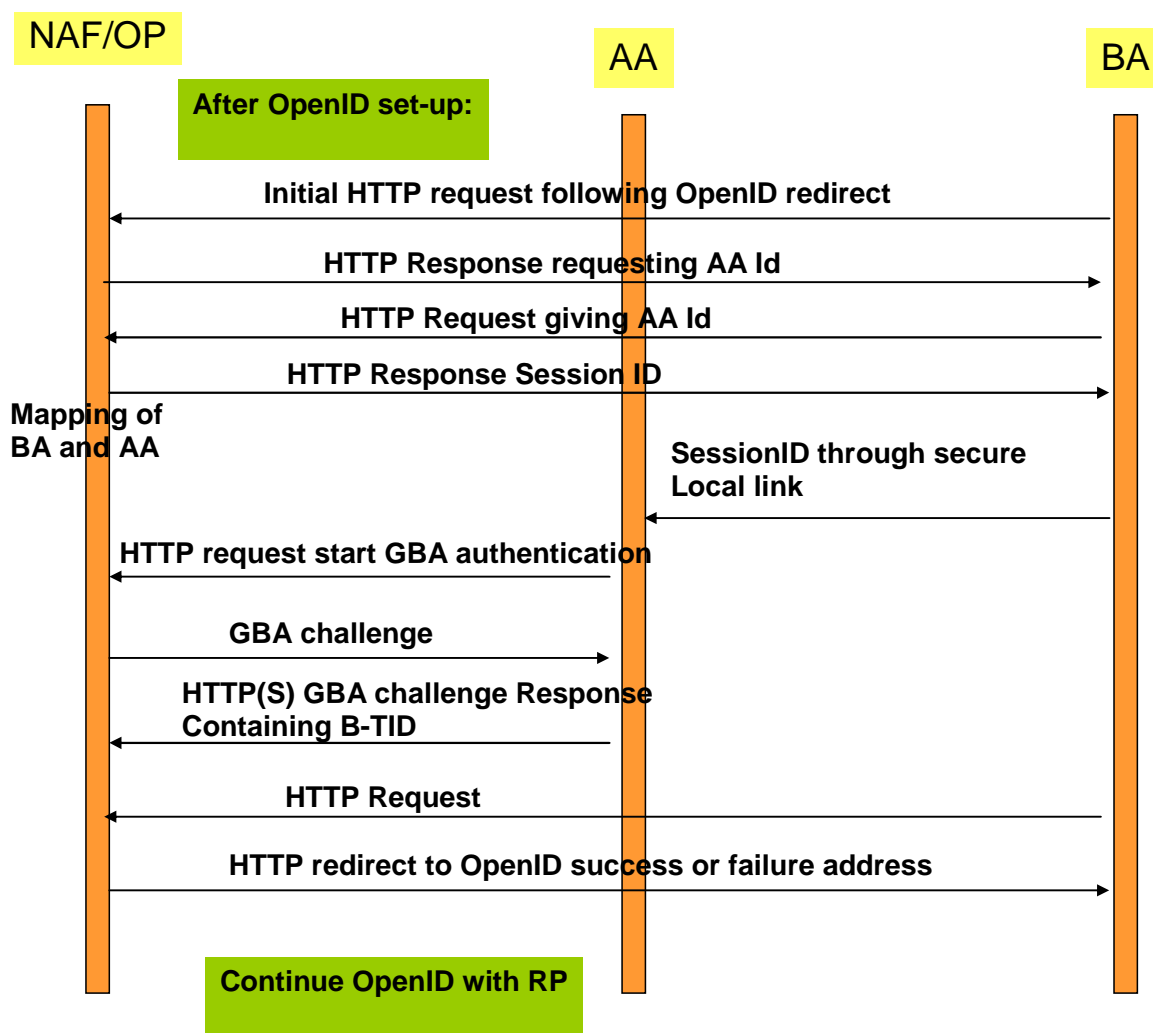 NAF/OP
AA
BA
After OpenID set-up:
Initial HTTP request following OpenID redirect
HTTP Response requesting AA Id
HTTP Request giving AA Id
HTTP Response Session ID
Mapping of
BA and AA
SessionID through secure
Local link
HTTP request start GBA authentication
GBA challenge
HTTP(S) GBA challenge Response
Containing B-TID
HTTP Request
HTTP redirect to OpenID success or failure address
Continue OpenID with RP